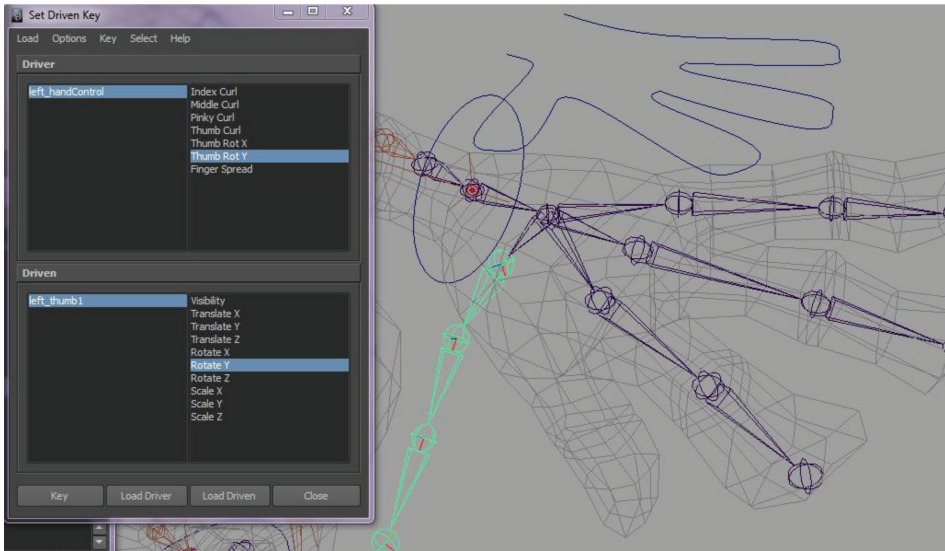 Set Driven Key
Load Options Key Select Help
Driver
left_handControl
Index Curl
Middle Curl
Pinky Curl
Thumb Curl
Thumb Rot X
Thumb Rot Y
Finger Spread
Driven
left_thumb1
Visibility
Translate X
Translate Y
Translate Z
Rotate X
Rotate Y
Rotate Z
Scale X
Scale Y
Scale Z
Key Load Driver Load Driven Close